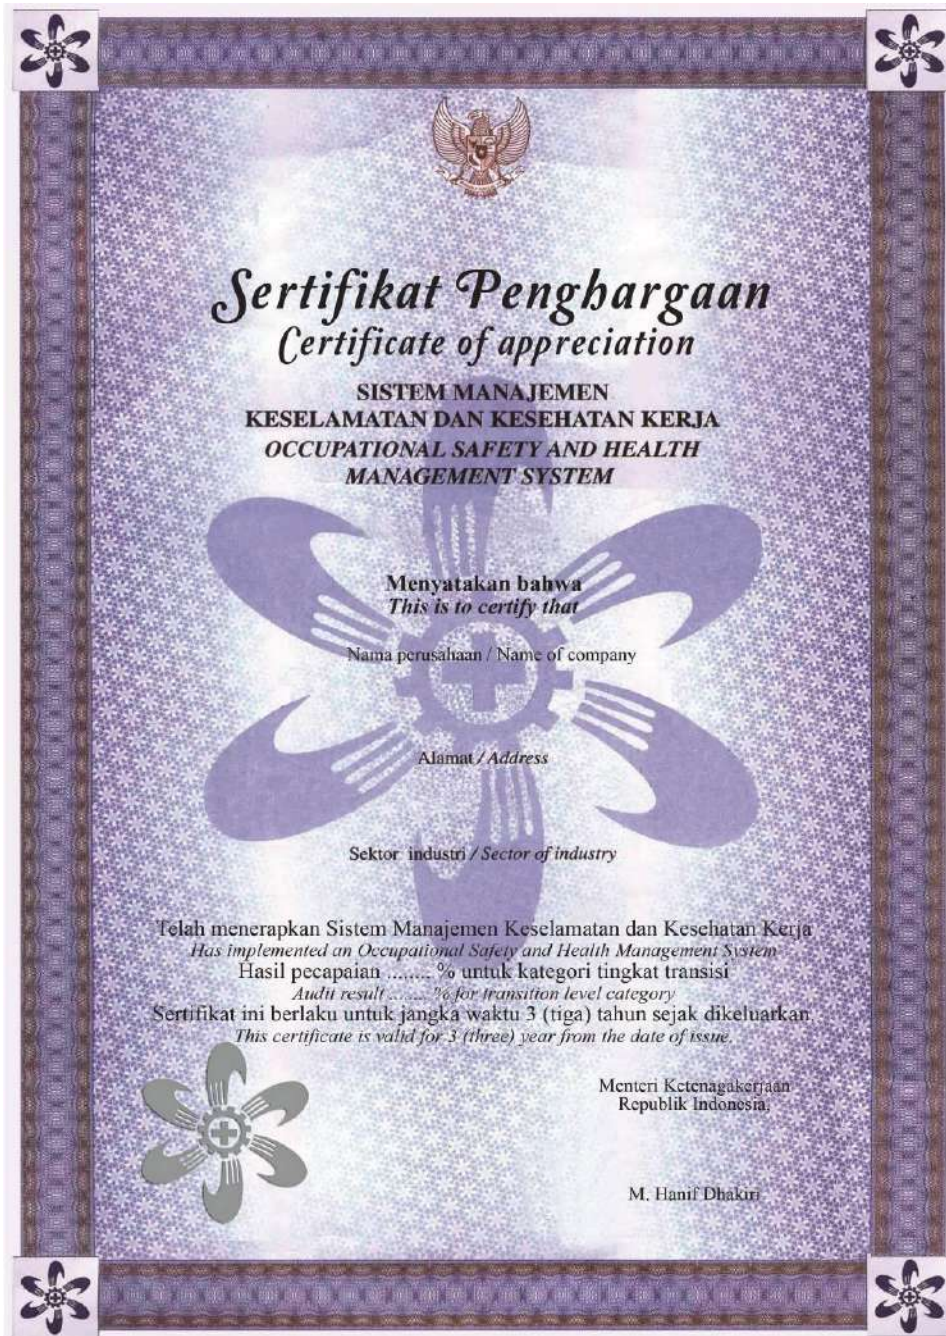 Sertifikat Penghargaan
Certificate of appreciation
SISTEM MANAJEMEN
KESELAMATAN DAN KESEHATAN KERJA
OCCUPATIONAL SAFETY AND HEALTH
MANAGEMENT SYSTEM
Menyatakan bahwa
This is to certify that
Nama perusahaan / Name of company
Alamat / Address
Sektor industri / Sector of industry
Telah menerapkan Sistem Manajemen Keselamatan dan Kesehatan Kerja
Has implemented an Occupational Safety and Health Management System
Hasil pecapaian ........ % untuk kategori tingkat transisi
Audit result ....... % for transition level category
Sertifikat ini berlaku untuk jangka waktu 3 (tiga) tahun sejak dikeluarkan.
This certificate is valid for 3 (three) year from the date of issue.
Menteri Ketenagakerjaan
Republik Indonesia,
M. Hanif Dhakiri